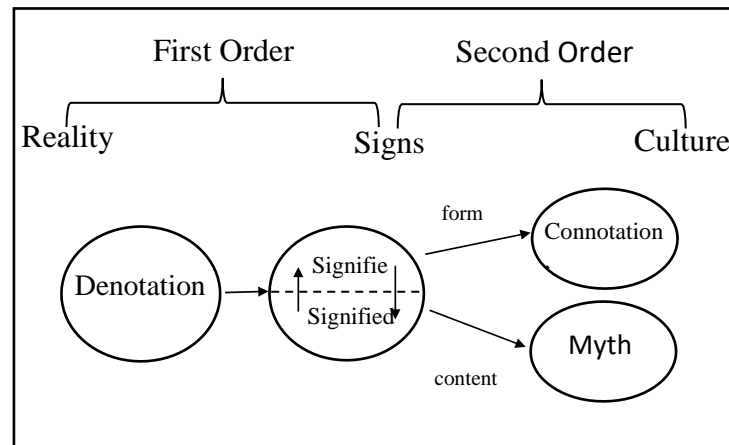 First Order
Second Order
Reality
Signs
Culture
form
Connotation
Denotation
Signifie
Signified
Myth
content